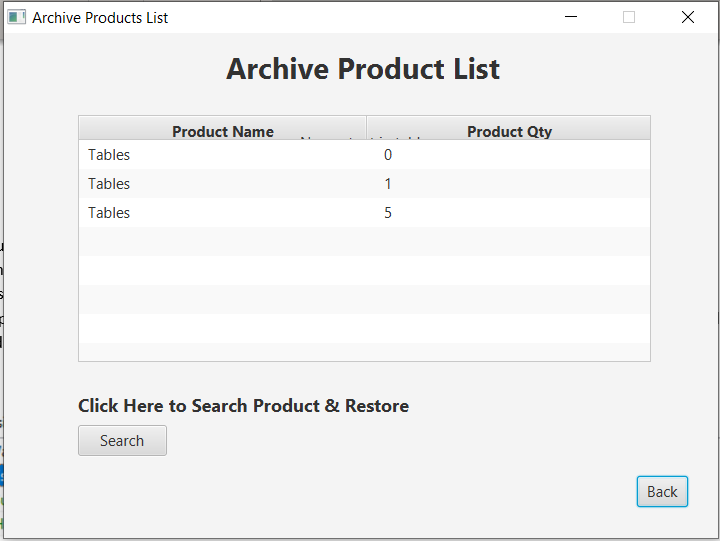 Archive Products List
Archive Product List
Product Name Product Qty
Tables 0
Tables 1
Tables 5
Click Here to Search Product & Restore
Search
Back